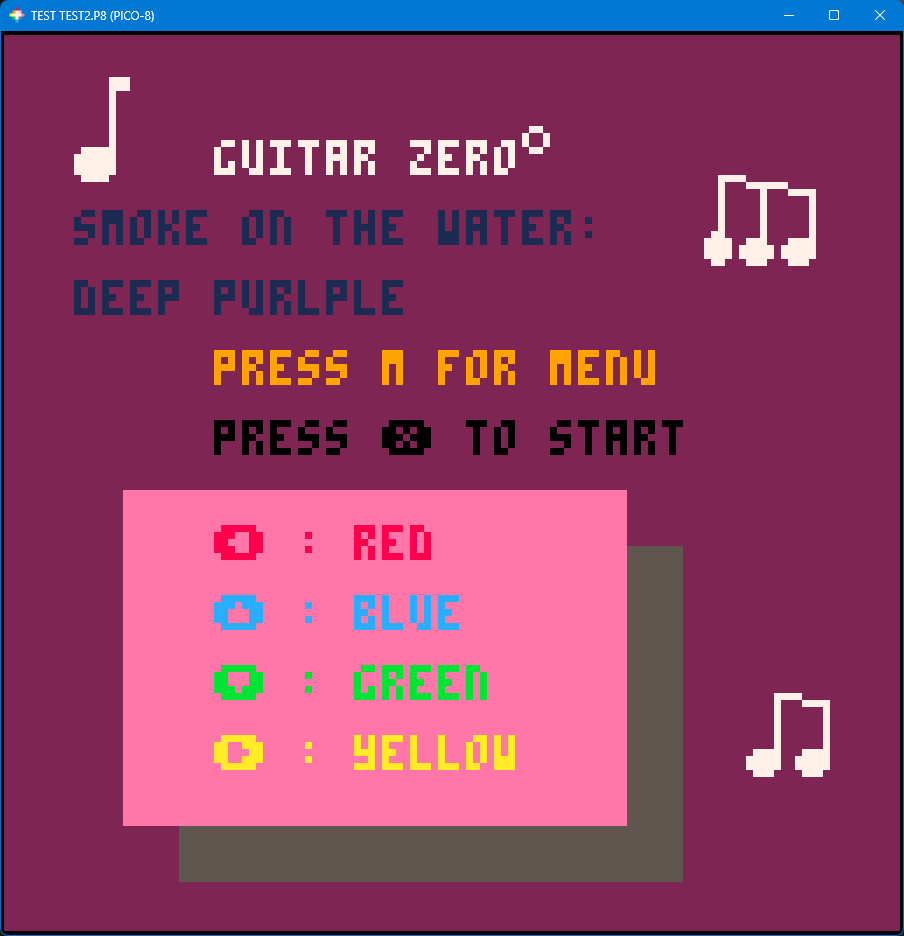 TEST TEST2.P8 (PICO-8)
GUITAR ZERO°
SMOKE ON THE WATER:
DEEP PURLPLE
PRESS M FOR MENU
PRESS ❎ TO START
⬅️ : RED
⬆️ : BLUE
⬇️ : GREEN
➡️ : YELLOW